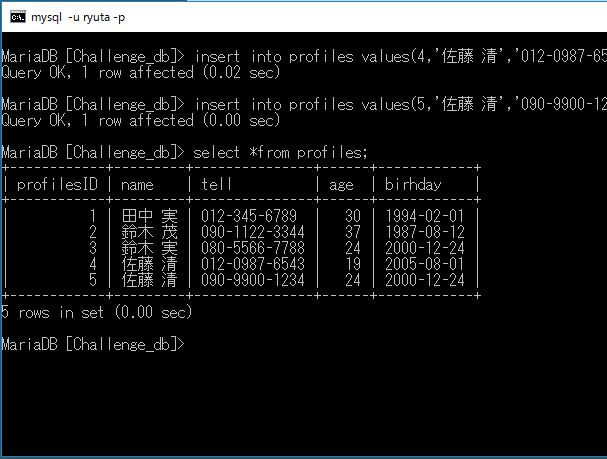 mysql -u ryuta -p
MariaDB [Challenge_db]> insert into profiles values(4,'佐藤 清','012-0987-65
Query OK, 1 row affected (0.02 sec)
MariaDB [Challenge_db]> insert into profiles values(5,'佐藤 清','090-9900-12
Query OK, 1 row affected (0.00 sec)
MariaDB [Challenge_db]> select *from profiles;
+------------+---------+---------------+------+------------+
| profilesID | name | tell | age | birhday |
+------------+---------+---------------+------+------------+
| 1 | 田中 実 | 012-345-6789 | 30 | 1994-02-01 |
| 2 | 鈴木 茂 | 090-1122-3344 | 37 | 1987-08-12 |
| 3 | 鈴木 実 | 080-5566-7788 | 24 | 2000-12-24 |
| 4 | 佐藤 清 | 012-0987-6543 | 19 | 2005-08-01 |
| 5 | 佐藤 清 | 090-9900-1234 | 24 | 2000-12-24 |
+------------+---------+---------------+------+------------+
5 rows in set (0.00 sec)
MariaDB [Challenge_db]>